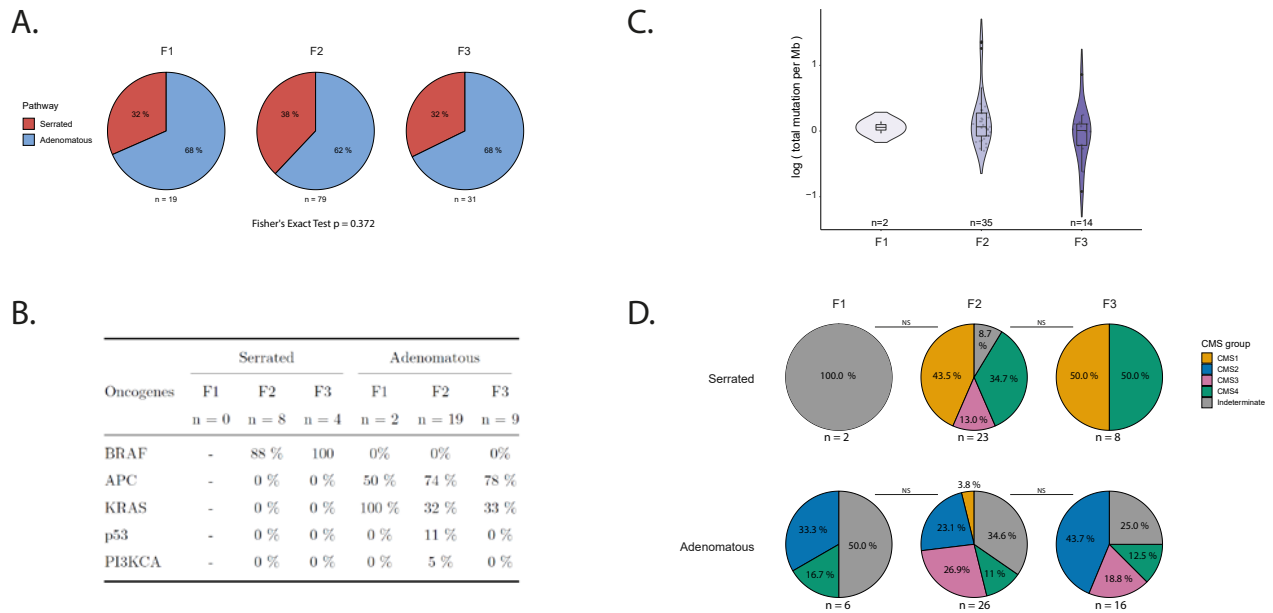 A.
F1
F2
F3
Pathway
Serrated
Adenomatous
32 %
68 %
38 %
62 %
32 %
68 %
n = 19
n = 79
n = 31
Fisher's Exact Test p = 0.372
B.
Serrated Adenomatous
Oncogenes F1 F2 F3 F1 F2 F3
n = 0 n = 8 n = 4 n = 2 n = 19 n = 9
BRAF - 88 % 100 0% 0% 0%
APC - 0 % 0 % 50 % 74 % 78 %
KRAS - 0 % 0 % 100 % 32 % 33 %
p53 - 0 % 0 % 0 % 11 % 0 %
PI3KCA - 0 % 0 % 0 % 5 % 0 %
C.
log ( total mutation per Mb )
1
0
−1
n=2
n=35
n=14
F1
F2
F3
D.
F1
F2
F3
NS
NS
Serrated
100.0 %
8.7
%
43.5 %
34.7 %
13.0 %
50.0 %
50.0 %
n = 2
n = 23
n = 8
CMS group
CMS1
CMS2
CMS3
CMS4
Indeterminate
3.8 %
NS
NS
Adenomatous
33.3 %
50.0 %
16.7 %
23.1 %
34.6 %
26.9%
11 %
43.7 %
25.0 %
12.5 %
18.8 %
n = 6
n = 26
n = 16